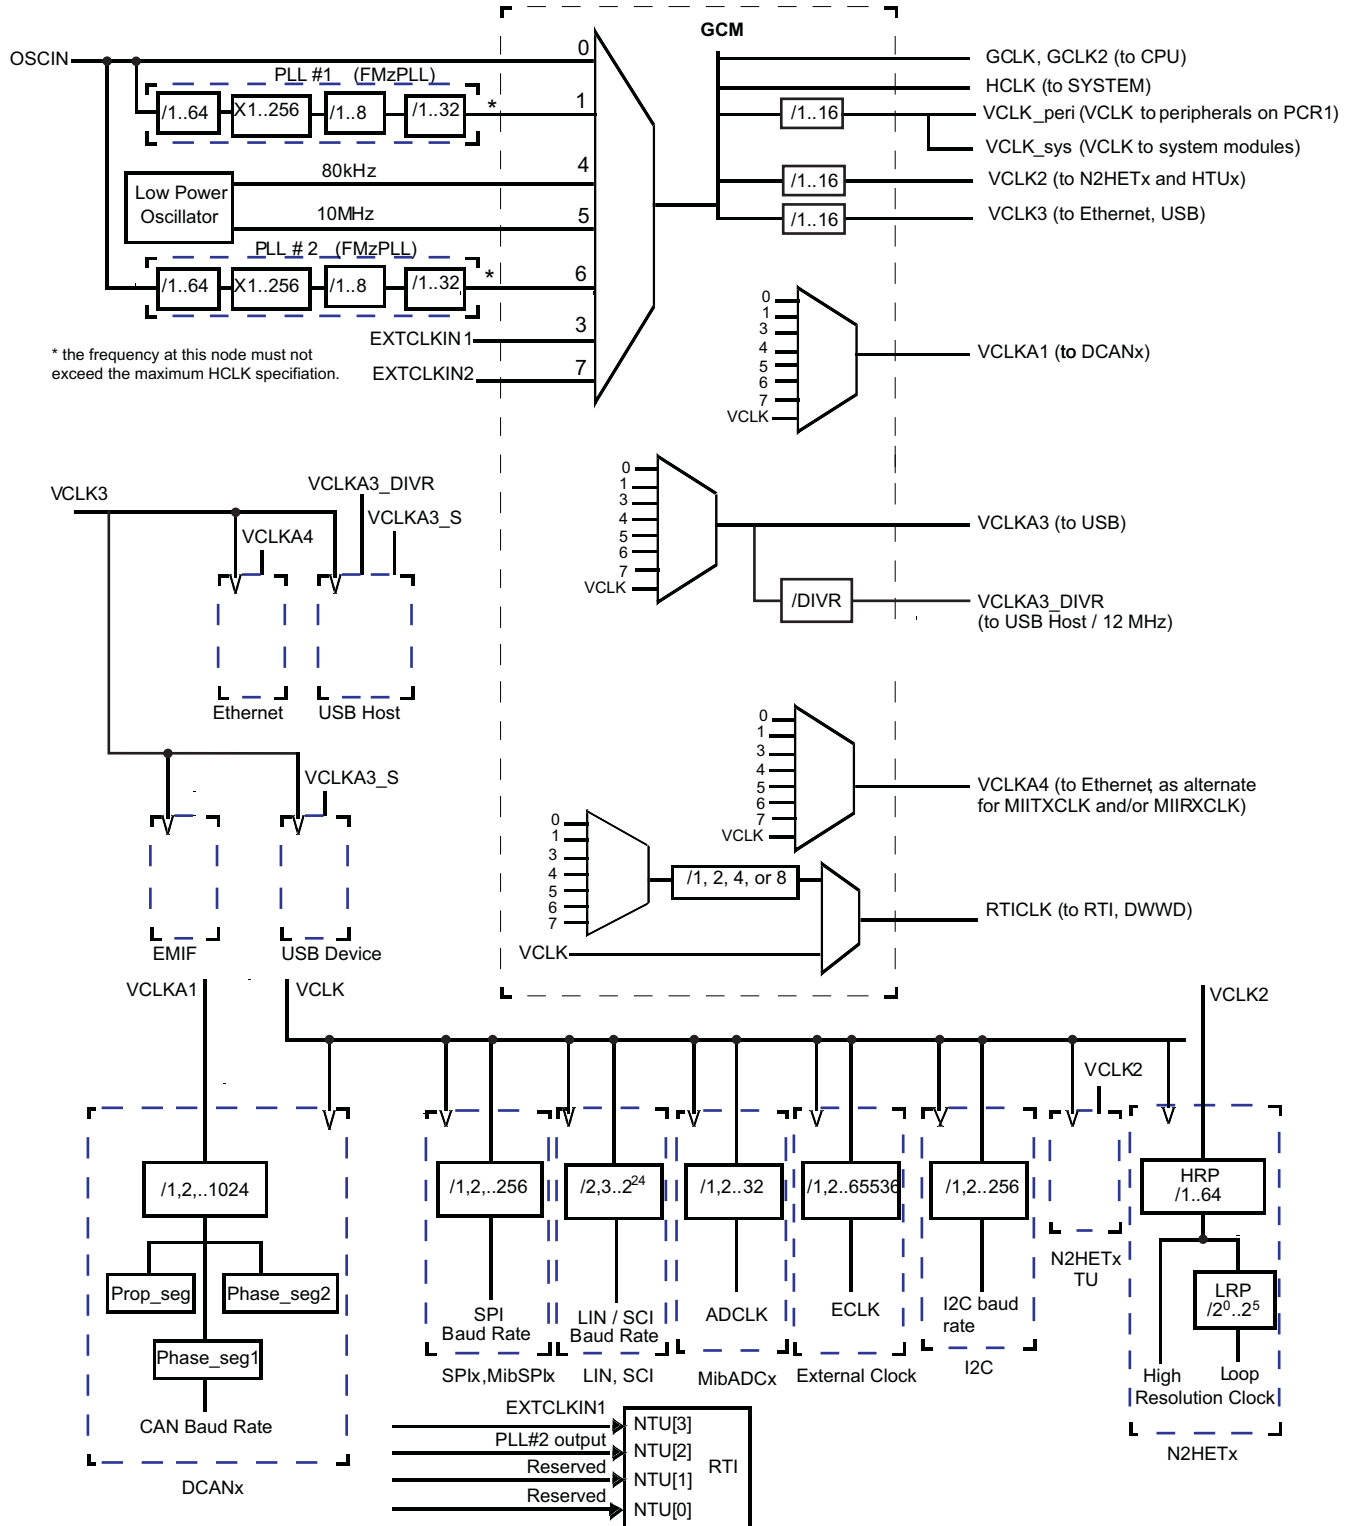 GCM
OSCIN
0
PLL #1 (FMzPLL)
/1..64
X1..256
/1..8
/1..32
*
1
80kHz
4
Low Power
Oscillator
10MHz
5
PLL # 2 (FMzPLL)
/1..64
X1..256
/1..8
/1..32
*
6
EXTCLKIN1
3
EXTCLKIN2
7
* the frequency at this node must not
exceed the maximum HCLK specifiation.
GCLK, GCLK2 (to CPU)
HCLK (to SYSTEM)
/1..16
VCLK_peri (VCLK to peripherals on PCR1)
VCLK_sys (VCLK to system modules)
/1..16
VCLK2 (to N2HETx and HTUx)
/1..16
VCLK3 (to Ethernet, USB)
0
1
3
4
5
6
7
VCLK
VCLKA1 (to DCANx)
0
1
3
4
5
6
7
VCLK
VCLKA3 (to USB)
/DIVR
VCLKA3_DIVR
(to USB Host / 12 MHz)
VCLK3
VCLKA3_DIVR
VCLKA3_S
VCLKA4
Ethernet
USB Host
VCLKA3_S
EMIF
USB Device
0
1
3
4
5
6
7
VCLK
VCLKA4 (to Ethernet, as alternate
for MIITXCLK and/or MIIRXCLK)
0
1
3
4
5
6
7
/1, 2, 4, or 8
VCLK
RTICLK (to RTI, DWWD)
VCLKA1
VCLK
VCLK2
VCLK2
/1,2,..1024
Prop_seg
Phase_seg2
Phase_seg1
CAN Baud Rate
DCANx
/1,2,..256
SPI
Baud Rate
SPIx,MibSPIx
/2,3..2²⁴
LIN / SCI
Baud Rate
LIN, SCI
/1,2..32
ADCLK
MibADCx
/1,2..65536
ECLK
External Clock
/1,2..256
I2C baud
rate
I2C
N2HETx
TU
HRP
/1..64
LRP
/2⁰..2⁵
High
Loop
Resolution Clock
N2HETx
EXTCLKIN1
NTU[3]
PLL#2 output
NTU[2]
Reserved
NTU[1]
Reserved
NTU[0]
RTI